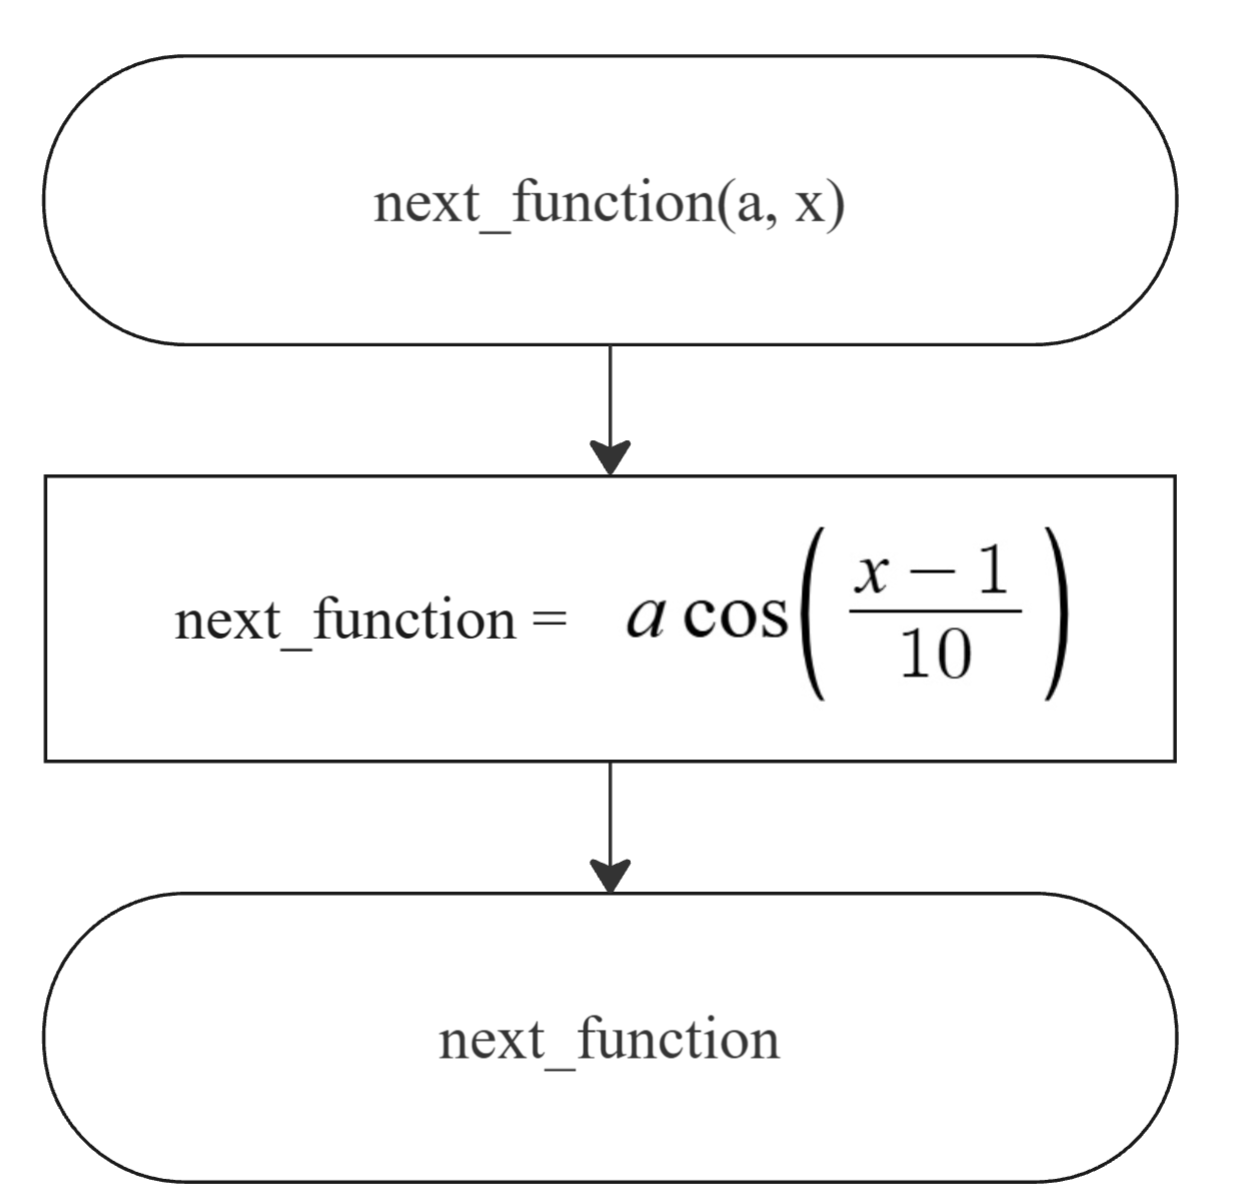 next_function(a, x)
next_function = a cos((x − 1)/10)
next_function